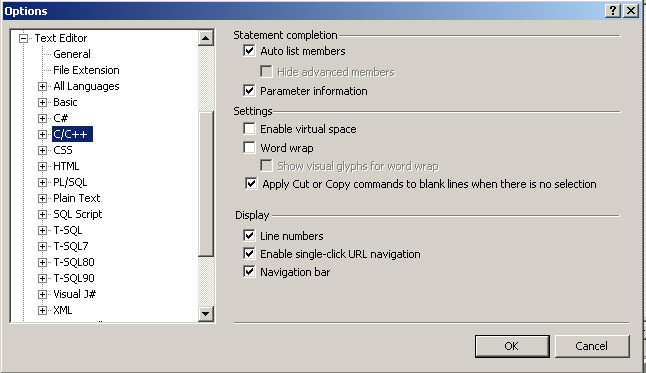 Options
Text Editor
General
File Extension
All Languages
Basic
C#
C/C++
CSS
HTML
PL/SQL
Plain Text
SQL Script
T-SQL
T-SQL7
T-SQL80
T-SQL90
Visual J#
XML
Statement completion
Auto list members
Hide advanced members
Parameter information
Settings
Enable virtual space
Word wrap
Show visual glyphs for word wrap
Apply Cut or Copy commands to blank lines when there is no selection
Display
Line numbers
Enable single-click URL navigation
Navigation bar
OK Cancel